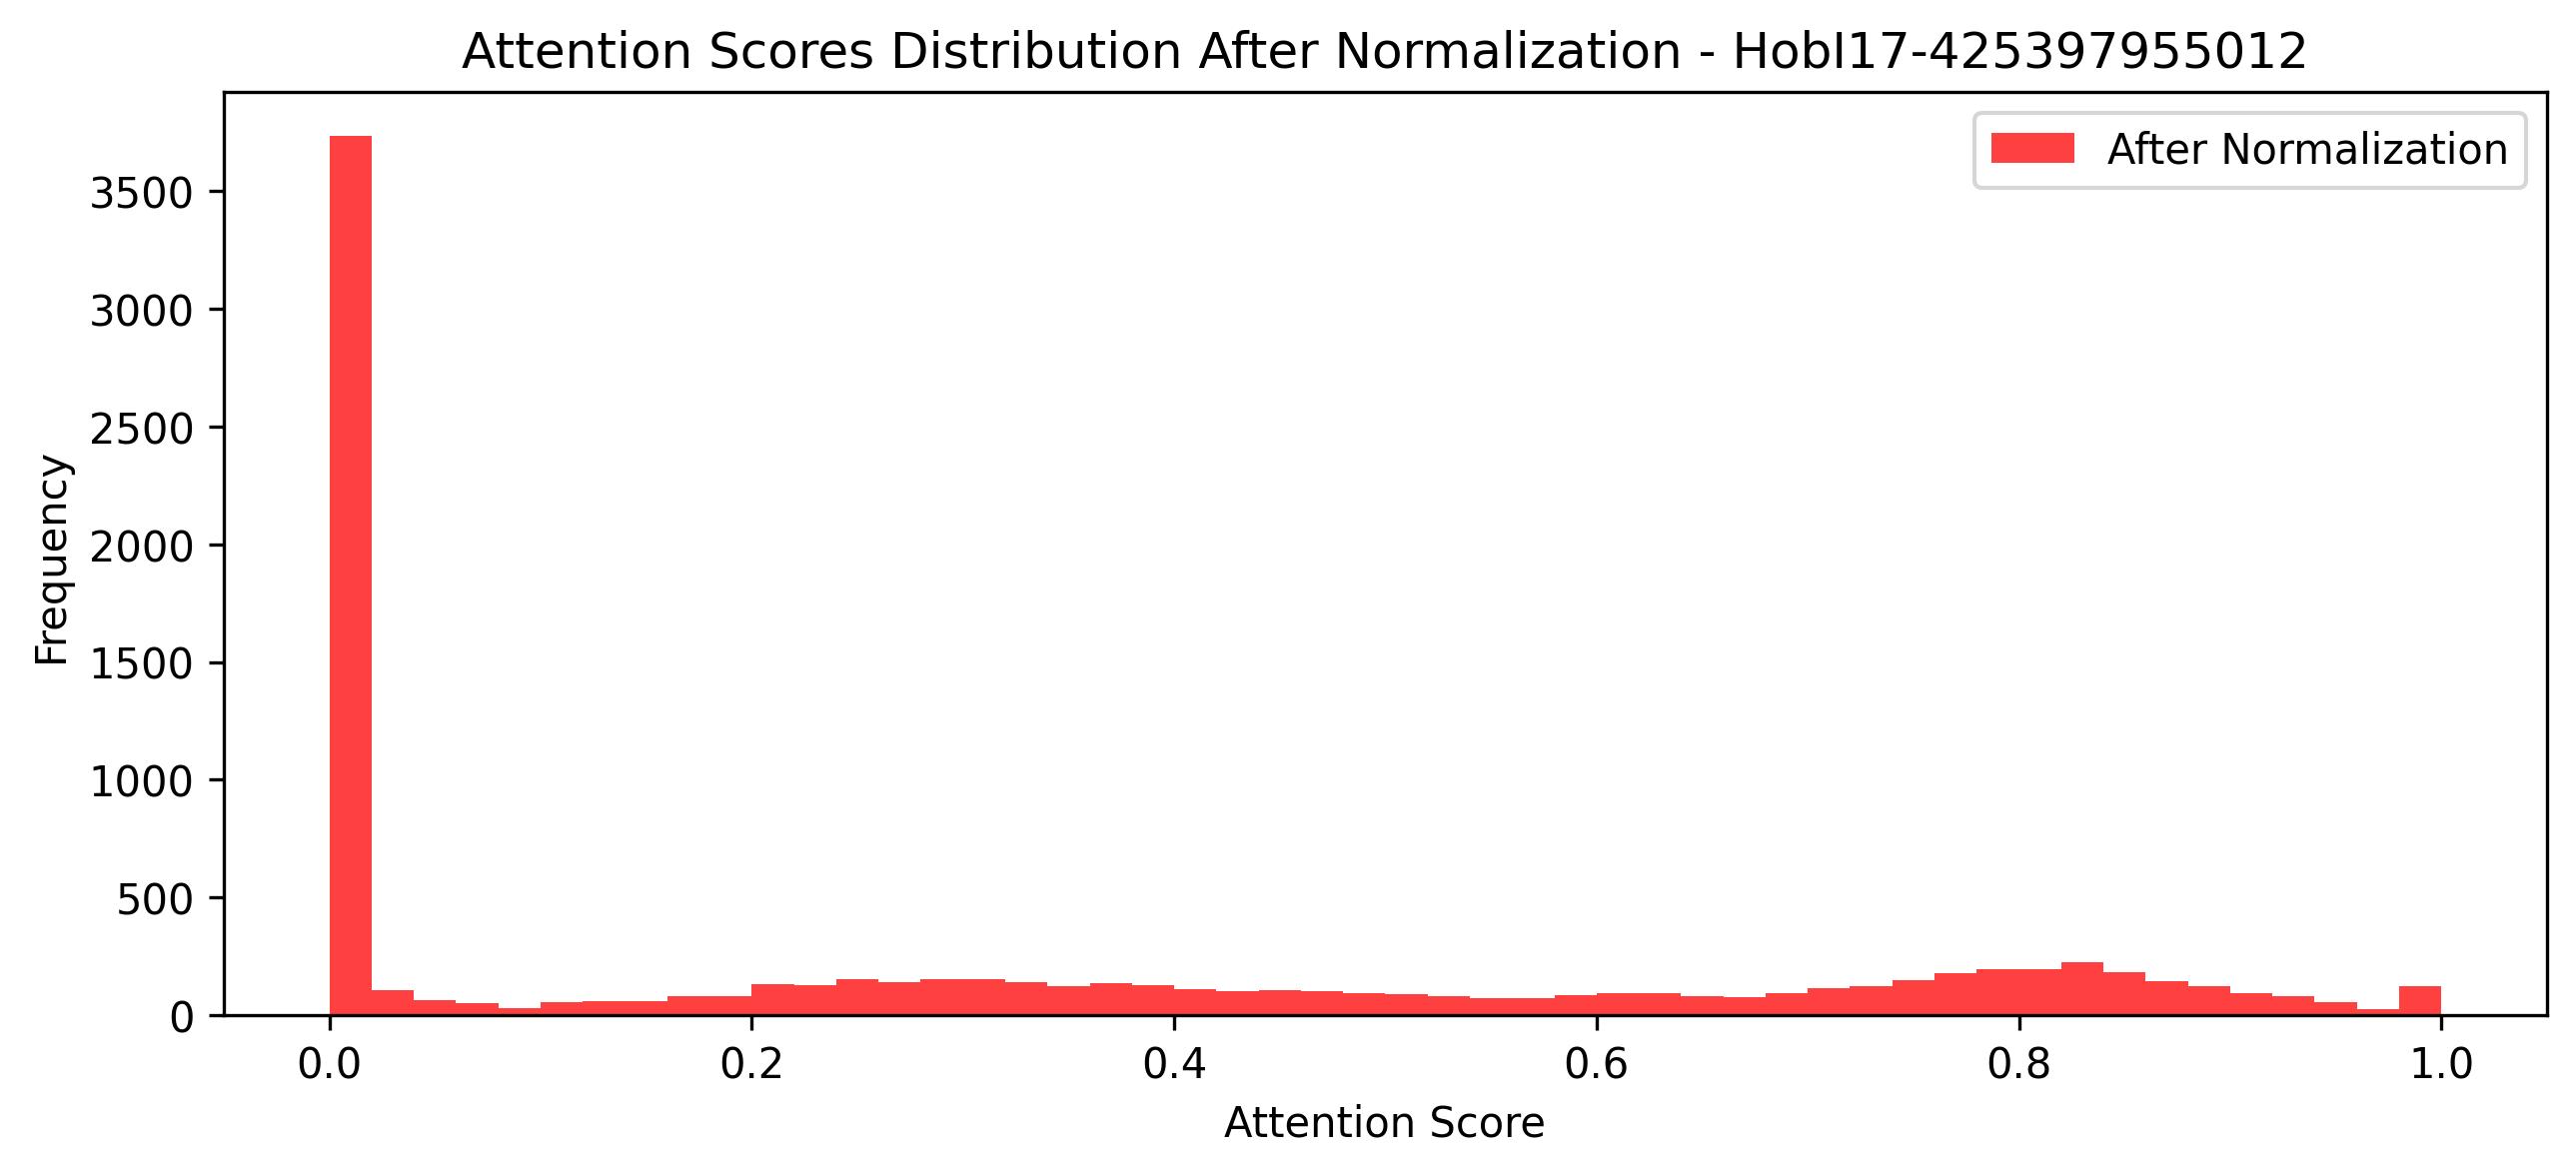 Attention Scores Distribution After Normalization - HobI17-425397955012
After Normalization
3500
3000
2500
2000
1500
1000
500
0
Frequency
0.0 0.2 0.4 0.6 0.8 1.0
Attention Score